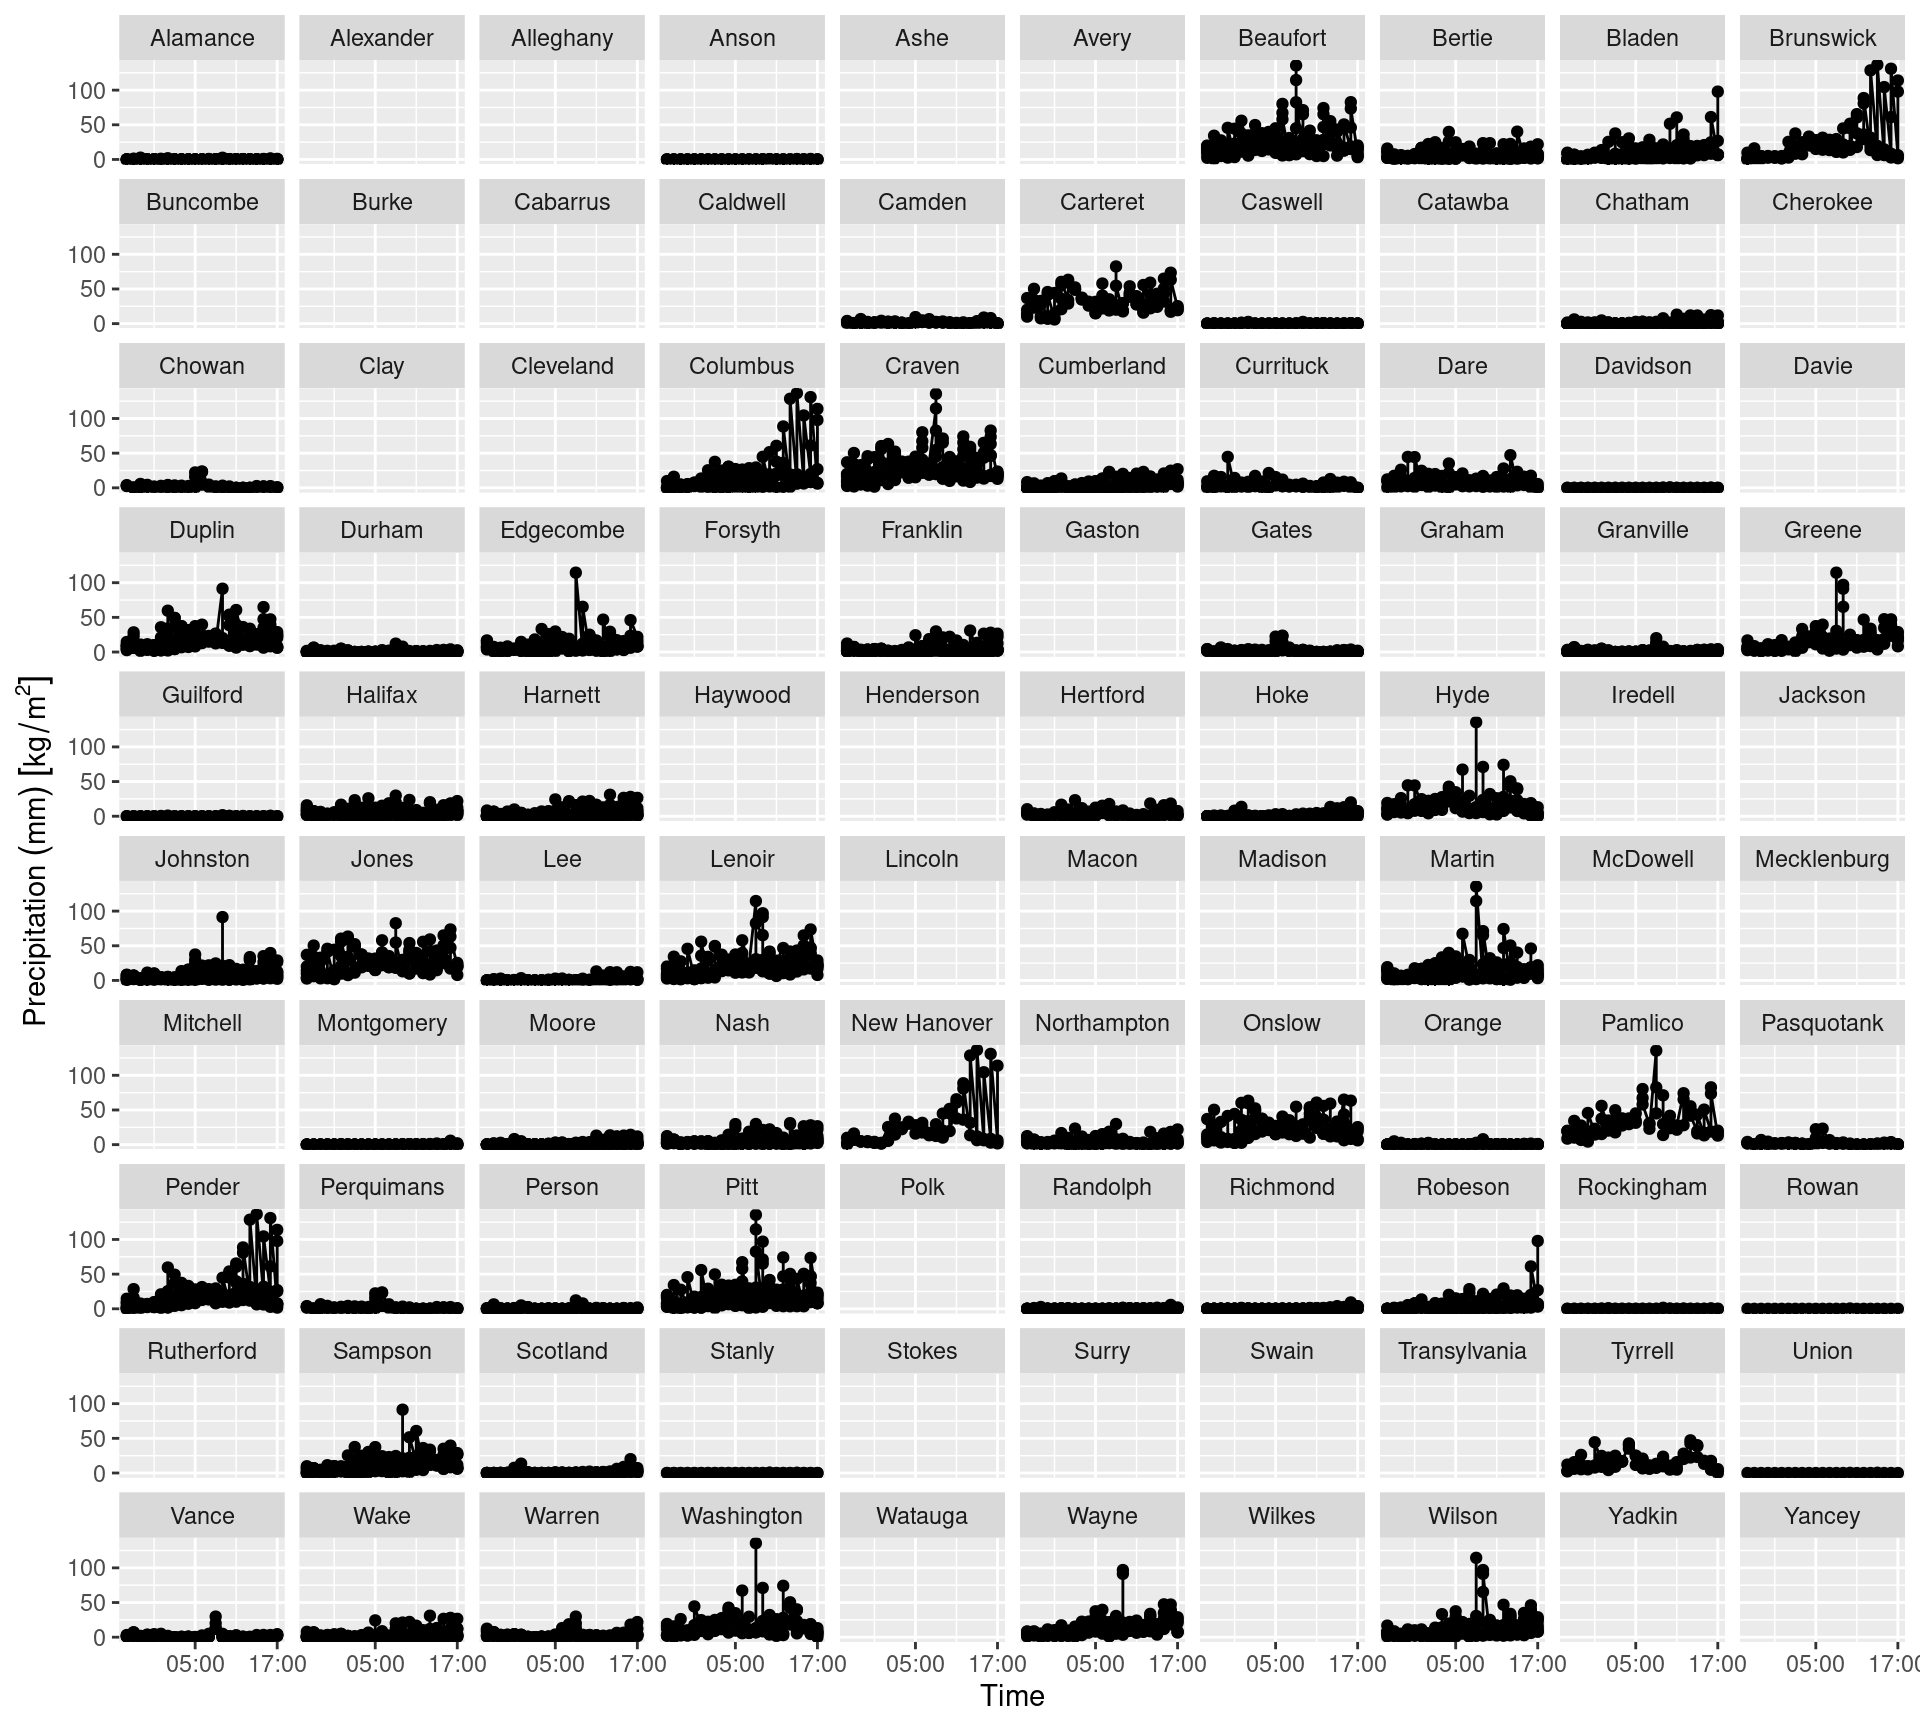 Alamance Alexander Alleghany Anson Ashe Avery Beaufort Bertie Bladen Brunswick
100
50
0
Buncombe Burke Cabarrus Caldwell Camden Carteret Caswell Catawba Chatham Cherokee
100
50
0
Chowan Clay Cleveland Columbus Craven Cumberland Currituck Dare Davidson Davie
100
50
0
Duplin Durham Edgecombe Forsyth Franklin Gaston Gates Graham Granville Greene
100
50
0
Guilford Halifax Harnett Haywood Henderson Hertford Hoke Hyde Iredell Jackson
100
50
0
Johnston Jones Lee Lenoir Lincoln Macon Madison Martin McDowell Mecklenburg
100
50
0
Mitchell Montgomery Moore Nash New Hanover Northampton Onslow Orange Pamlico Pasquotank
100
50
0
Pender Perquimans Person Pitt Polk Randolph Richmond Robeson Rockingham Rowan
100
50
0
Rutherford Sampson Scotland Stanly Stokes Surry Swain Transylvania Tyrrell Union
100
50
0
Vance Wake Warren Washington Watauga Wayne Wilkes Wilson Yadkin Yancey
100
50
0
05:00 17:00 05:00 17:00 05:00 17:00 05:00 17:00 05:00 17:00 05:00 17:00 05:00 17:00 05:00 17:00 05:00 17:00 05:00 17:00
Time
Precipitation (mm) [kg/m²]